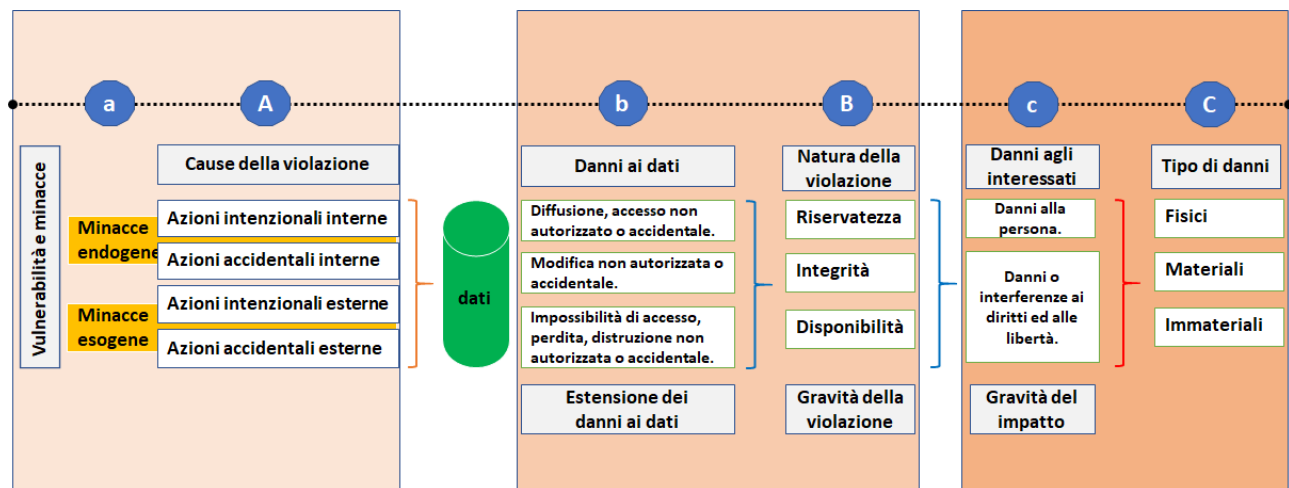 a
A
b
B
c
C
Vulnerabilità e minacce
Cause della violazione
Minacce
endogene
Azioni intenzionali interne
Azioni accidentali interne
Minacce
esogene
Azioni intenzionali esterne
Azioni accidentali esterne
dati
Danni ai dati
Diffusione, accesso non
autorizzato o accidentale.
Modifica non autorizzata o
accidentale.
Impossibilità di accesso,
perdita, distruzione non
autorizzata o accidentale.
Estensione dei
danni ai dati
Natura della
violazione
Riservatezza
Integrità
Disponibilità
Gravità della
violazione
Danni agli
interessati
Danni alla
persona.
Danni o
interferenze ai
diritti ed alle
libertà.
Gravità del
impatto
Tipo di danni
Fisici
Materiali
Immateriali